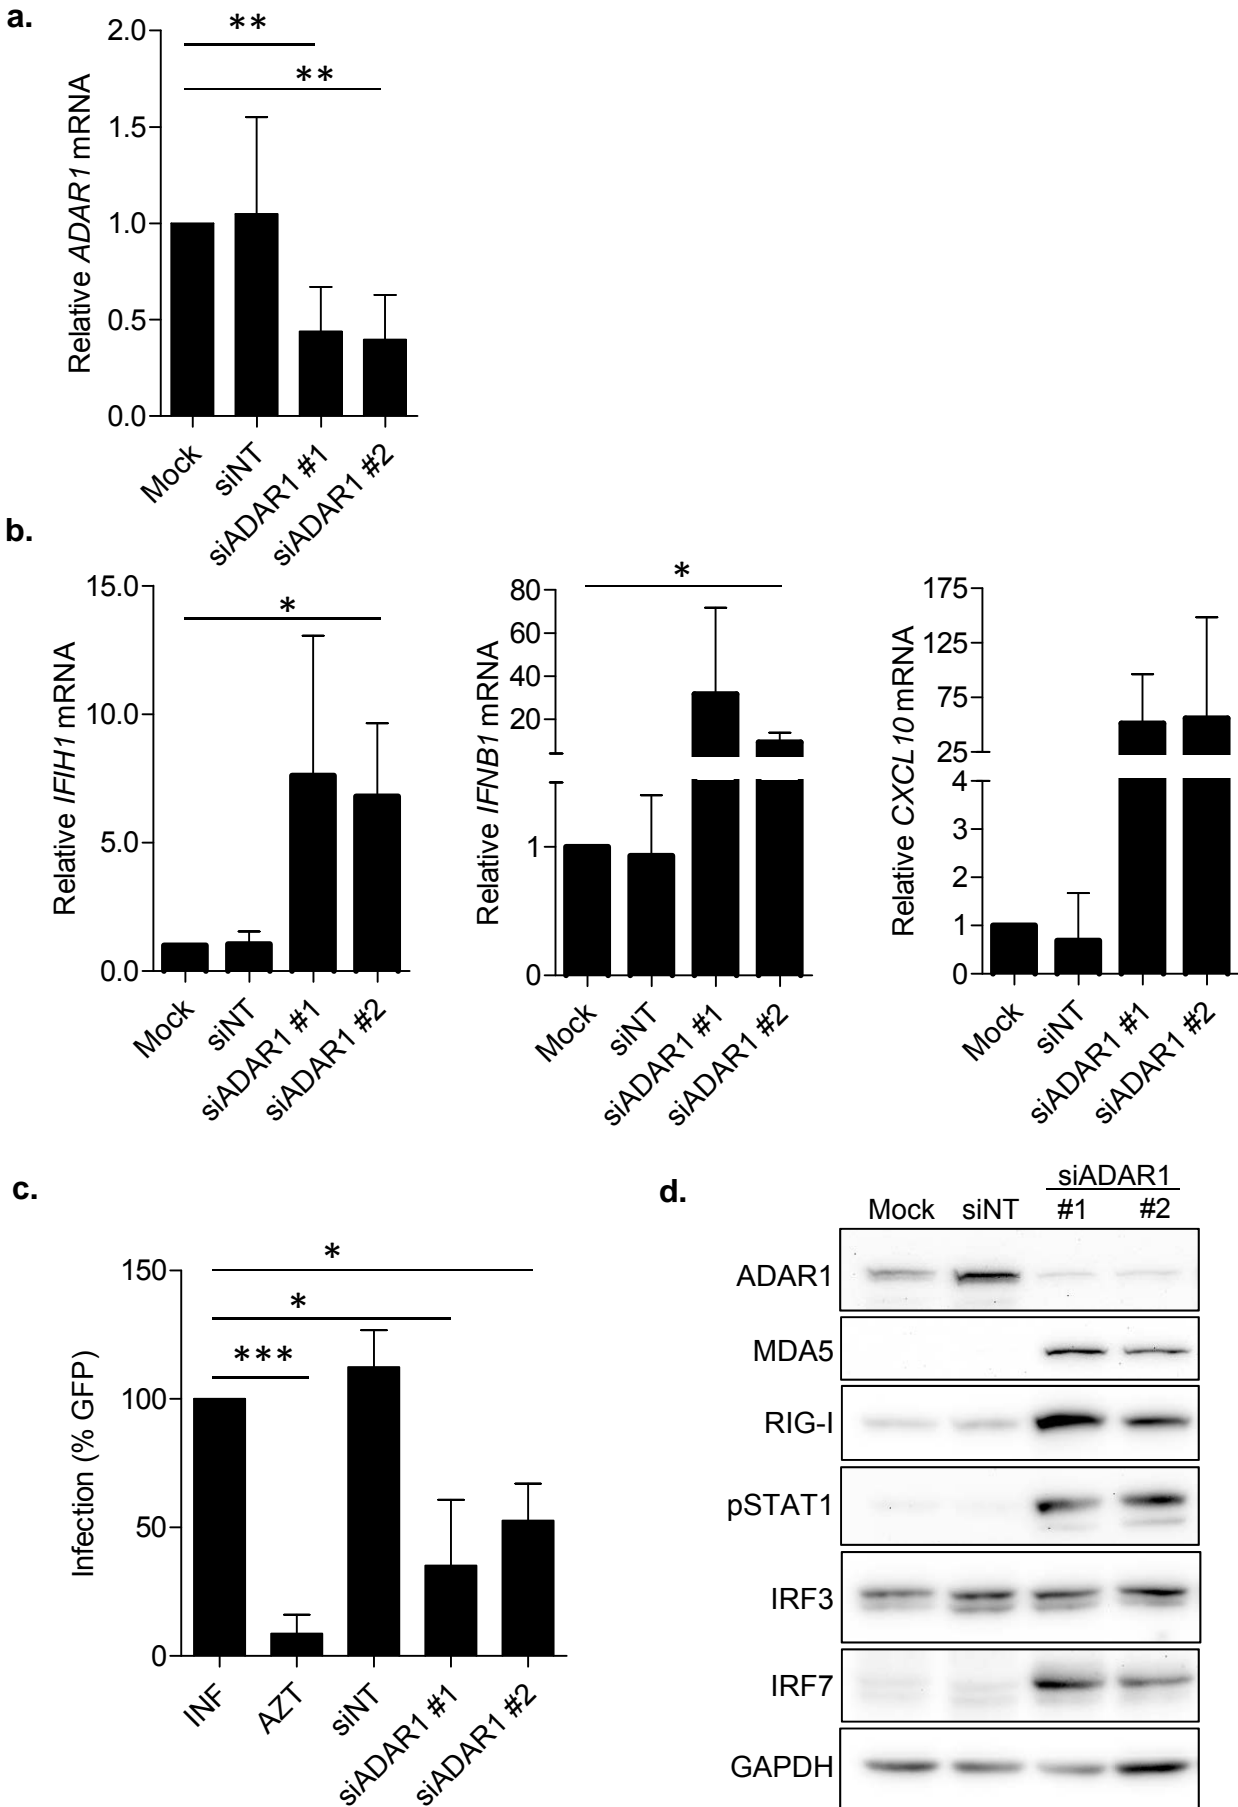 a.
Relative ADAR1 mRNA
2.0
1.5
1.0
0.5
0.0
**
**
Mock
siNT
siADAR1 #1
siADAR1 #2
b.
Relative IFIH1 mRNA
15.0
10.0
5.0
0.0
*
Mock
siNT
siADAR1 #1
siADAR1 #2
Relative IFNB1 mRNA
80
60
40
20
1
0
*
Mock
siNT
siADAR1 #1
siADAR1 #2
Relative CXCL10 mRNA
175
125
75
25
4
3
2
1
0
Mock
siNT
siADAR1 #1
siADAR1 #2
c.
Infection (% GFP)
150
100
50
0
*
*
***
INF
AZT
siNT
siADAR1 #1
siADAR1 #2
d.
siADAR1
Mock siNT #1 #2
ADAR1
MDA5
RIG-I
pSTAT1
IRF3
IRF7
GAPDH